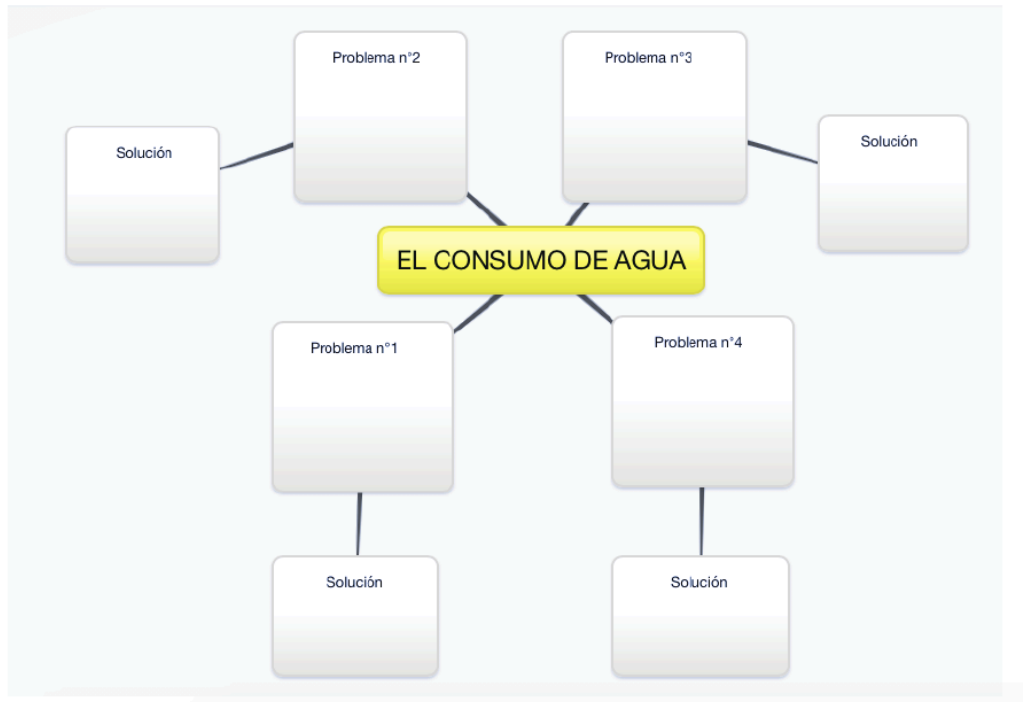 Problema n°2
Problema n°3
Solución
Solución
EL CONSUMO DE AGUA
Problema n°1
Problema n°4
Solución
Solución